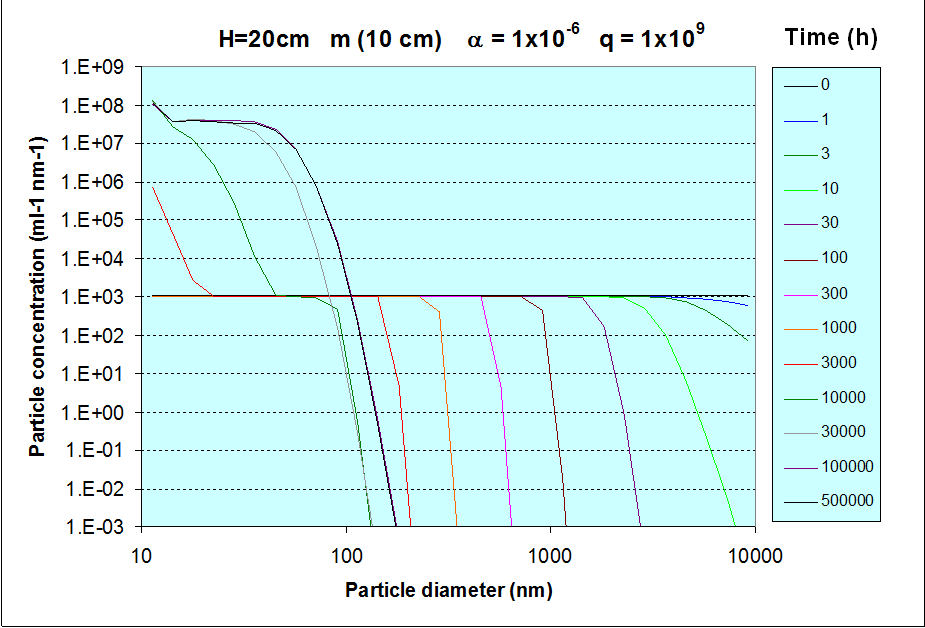 H=20cm m (10 cm) α = 1x10-6 q = 1x109
Time (h)
1.E+09
1.E+08
1.E+07
1.E+06
1.E+05
1.E+04
1.E+03
1.E+02
1.E+01
1.E+00
1.E-01
1.E-02
1.E-03
Particle concentration (ml-1 nm-1)
10 100 1000 10000
Particle diameter (nm)
0
1
3
10
30
100
300
1000
3000
10000
30000
100000
500000